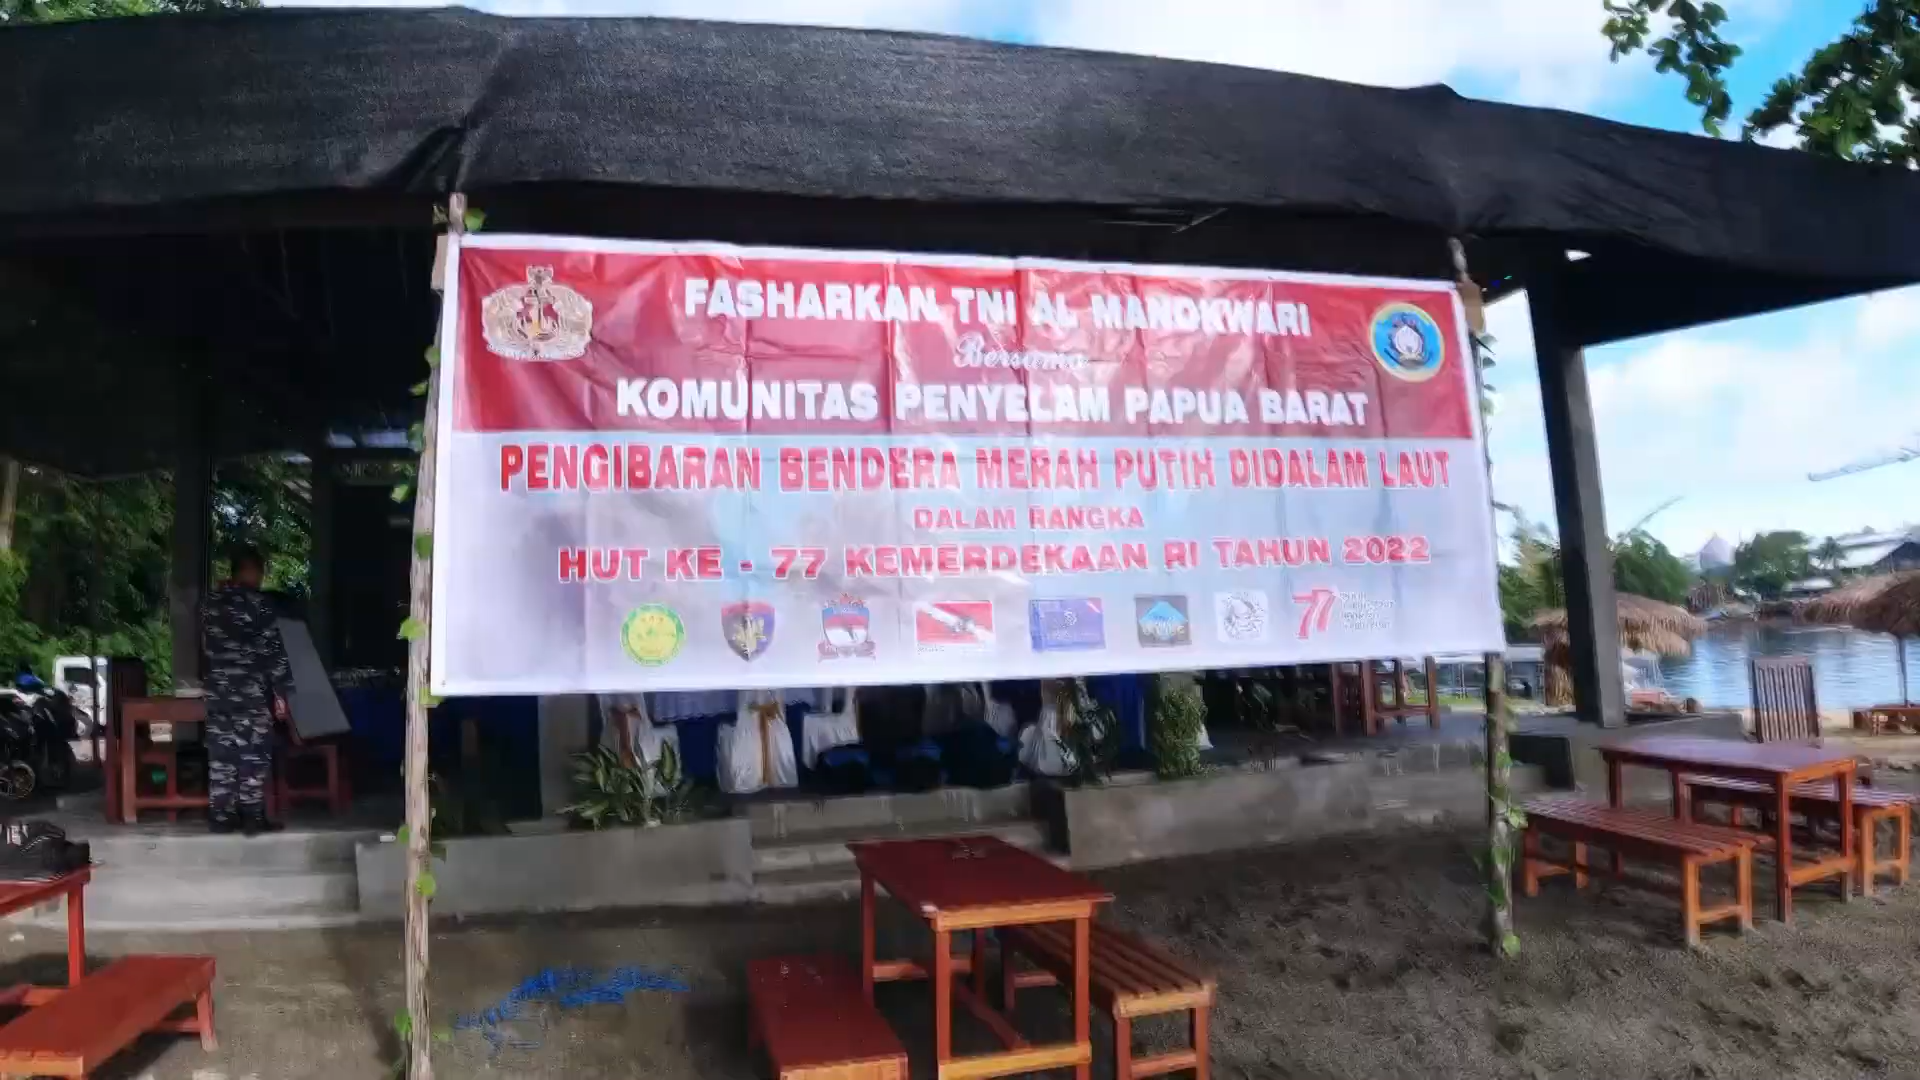 FASHARKAN TNI AL MANOKWARI
Bersama
KOMUNITAS PENYELAM PAPUA BARAT
PENGIBARAN BENDERA MERAH PUTIH DIDALAM LAUT
DALAM RANGKA
HUT KE - 77 KEMERDEKAAN RI TAHUN 2022
77